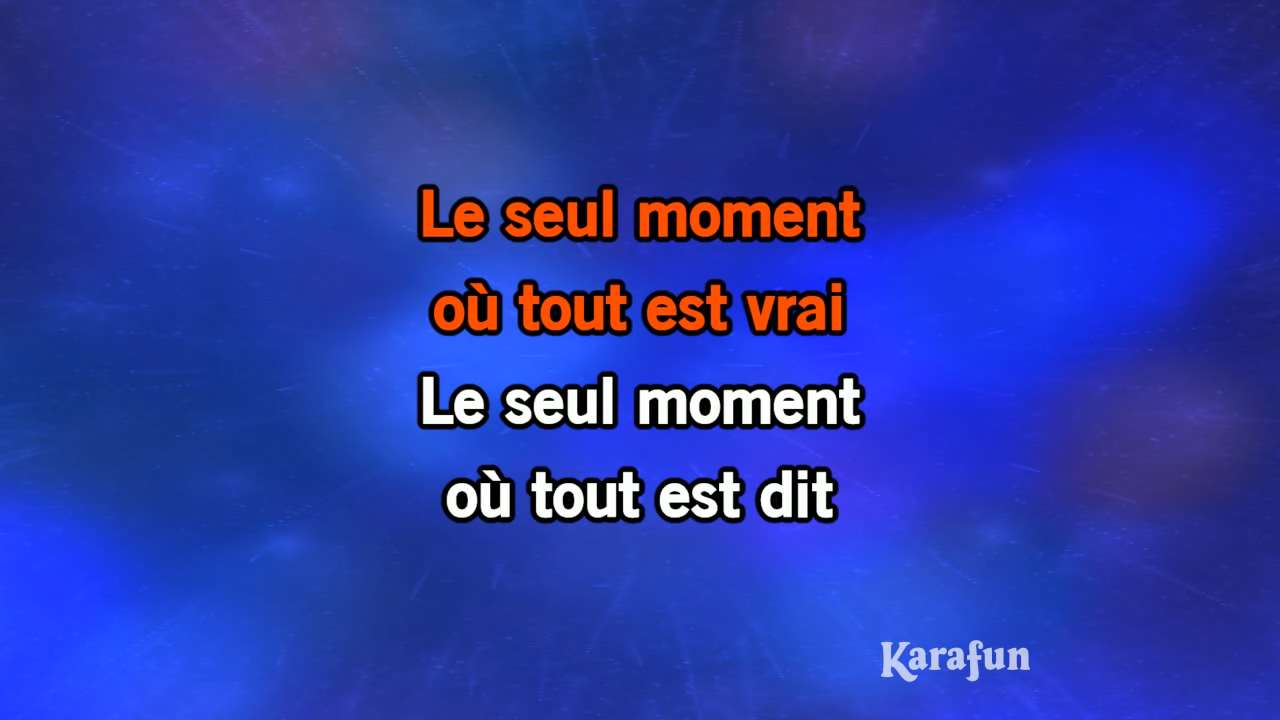 Le seul moment
où tout est vrai
Le seul moment
où tout est dit
Karafun